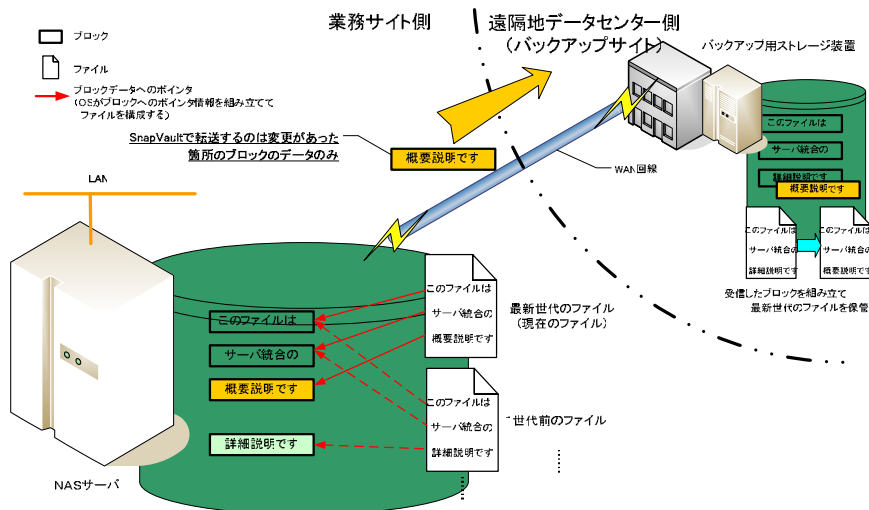 業務サイト側
遠隔地データセンター側
(バックアップサイト)
ブロック
ファイル
ブロックデータへのポインタ
(OSがブロックへのポインタ情報を組み立てて
ファイルを構成する)
SnapVaultで転送するのは変更があった
箇所のブロックのデータのみ
概要説明です
WAN回線
バックアップ用ストレージ装置
このファイルは
サーバ統合の
詳細説明です
概要説明です
このファイルは
サーバ統合の
詳細説明です
このファイルは
サーバ統合の
概要説明です
受信したブロックを組み立て
最新世代のファイルを保管
LAN
NASサーバ
このファイルは
サーバ統合の
概要説明です
詳細説明です
このファイルは
サーバ統合の
概要説明です
最新世代のファイル
(現在のファイル)
このファイルは
サーバ統合の
詳細説明です
一世代前のファイル